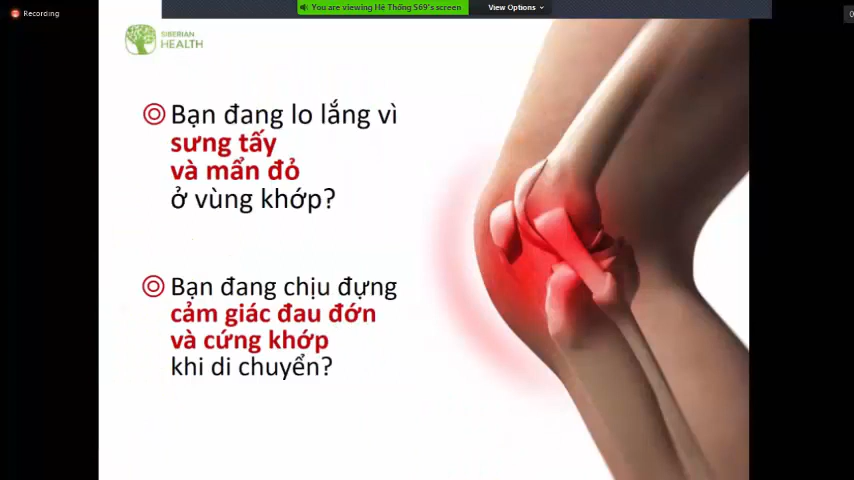 Recording
You are viewing Hệ Thống S69's screen
View Options
SIBERIAN
HEALTH
Bạn đang lo lắng vì
sưng tấy
và mẩn đỏ
ở vùng khớp?
Bạn đang chịu đựng
cảm giác đau đớn
và cứng khớp
khi di chuyển?